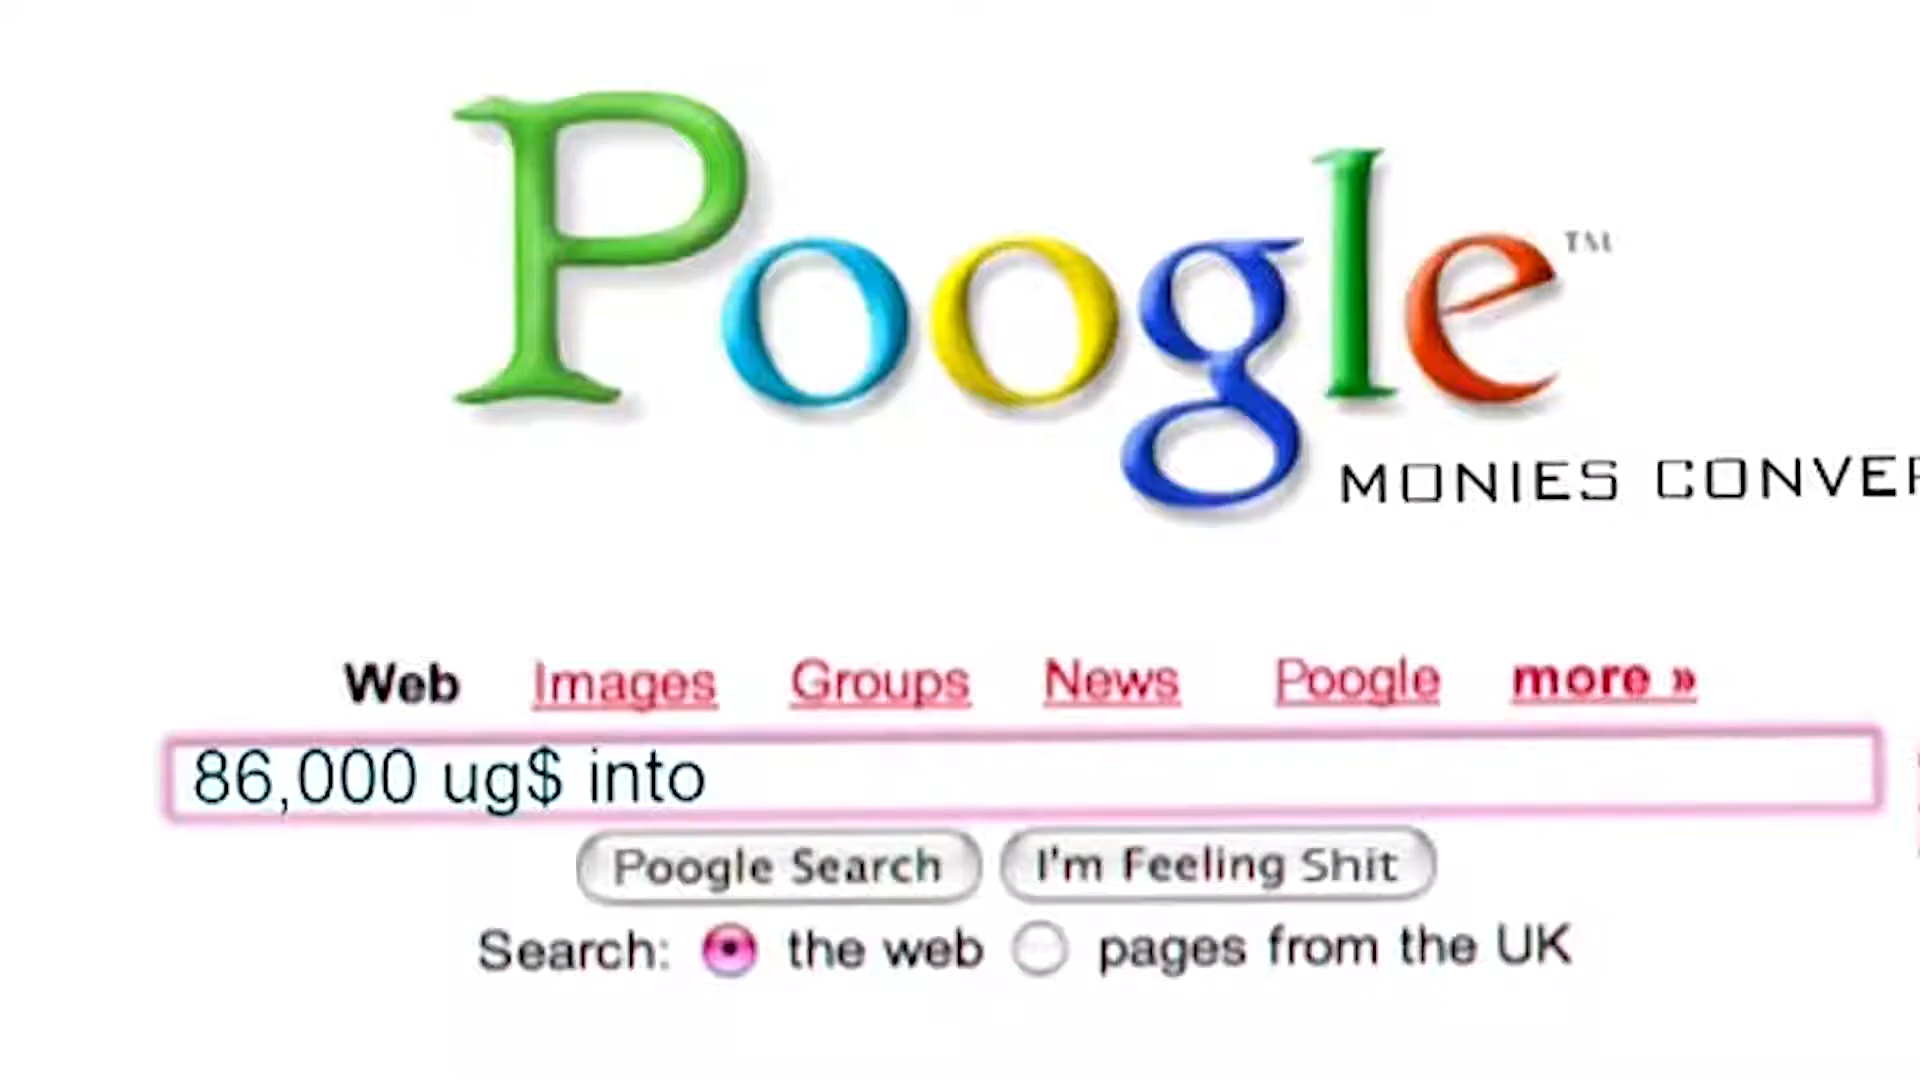 Poogle™
MONIES CONVER
Web Images Groups News Poogle more »
86,000 ug$ into
Poogle Search I'm Feeling Shit
Search: the web pages from the UK